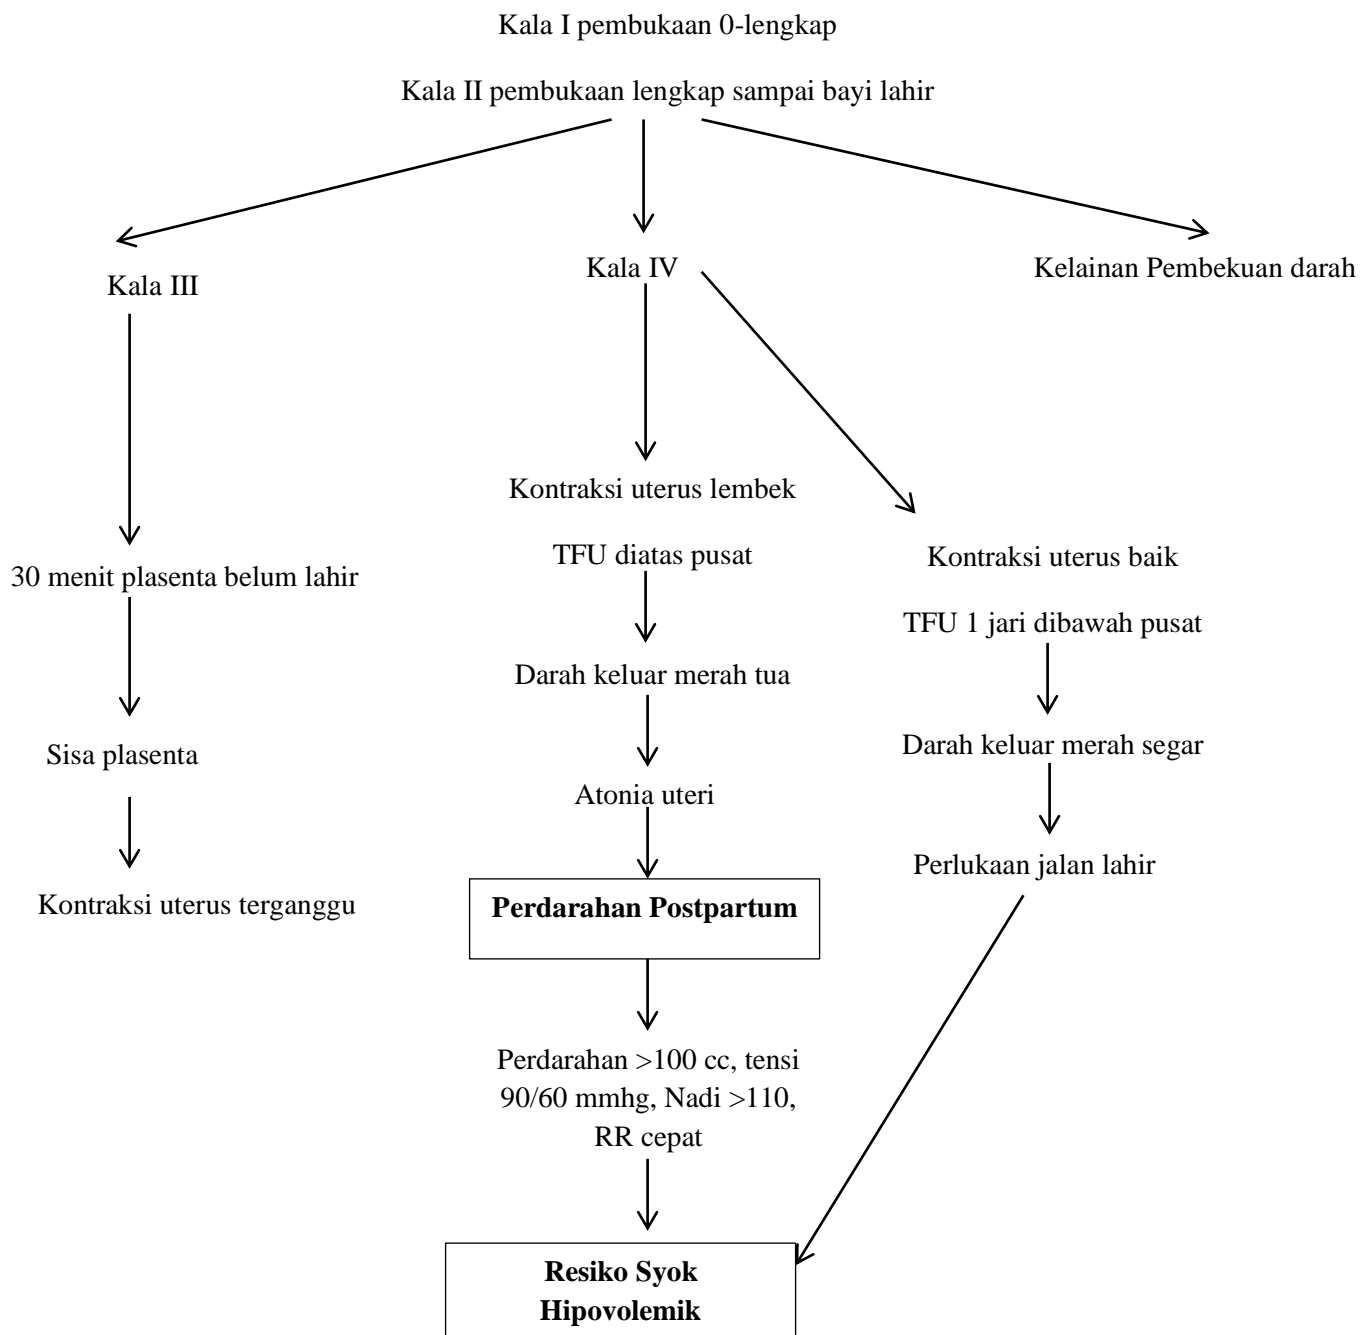 Kala I pembukaan 0-lengkap
Kala II pembukaan lengkap sampai bayi lahir
Kala III
Kala IV
Kelainan Pembekuan darah
30 menit plasenta belum lahir
Sisa plasenta
Kontraksi uterus terganggu
Kontraksi uterus lembek
TFU diatas pusat
Darah keluar merah tua
Atonia uteri
Perdarahan Postpartum
Perdarahan >100 cc, tensi
90/60 mmhg, Nadi >110,
RR cepat
Kontraksi uterus baik
TFU 1 jari dibawah pusat
Darah keluar merah segar
Perlukaan jalan lahir
Resiko Syok
Hipovolemik